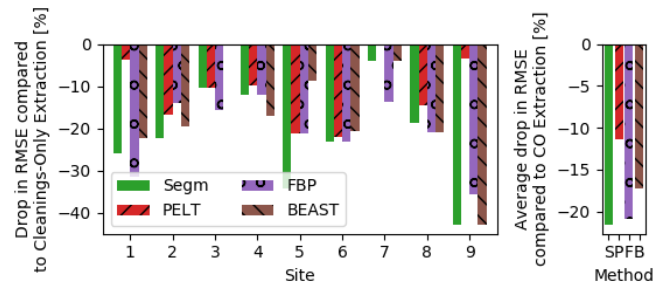 Drop in RMSE compared
to Cleanings-Only Extraction [%]
0
−10
−20
−30
−40
Segm
PELT
FBP
BEAST
1 2 3 4 5 6 7 8 9
Site
Average drop in RMSE
compared to CO Extraction [%]
0
−5
−10
−15
−20
SPFB
Method